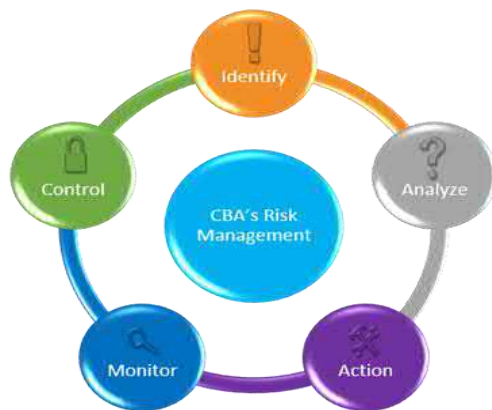 Identify
Analyze
Action
Monitor
Control
CBA's Risk
Management